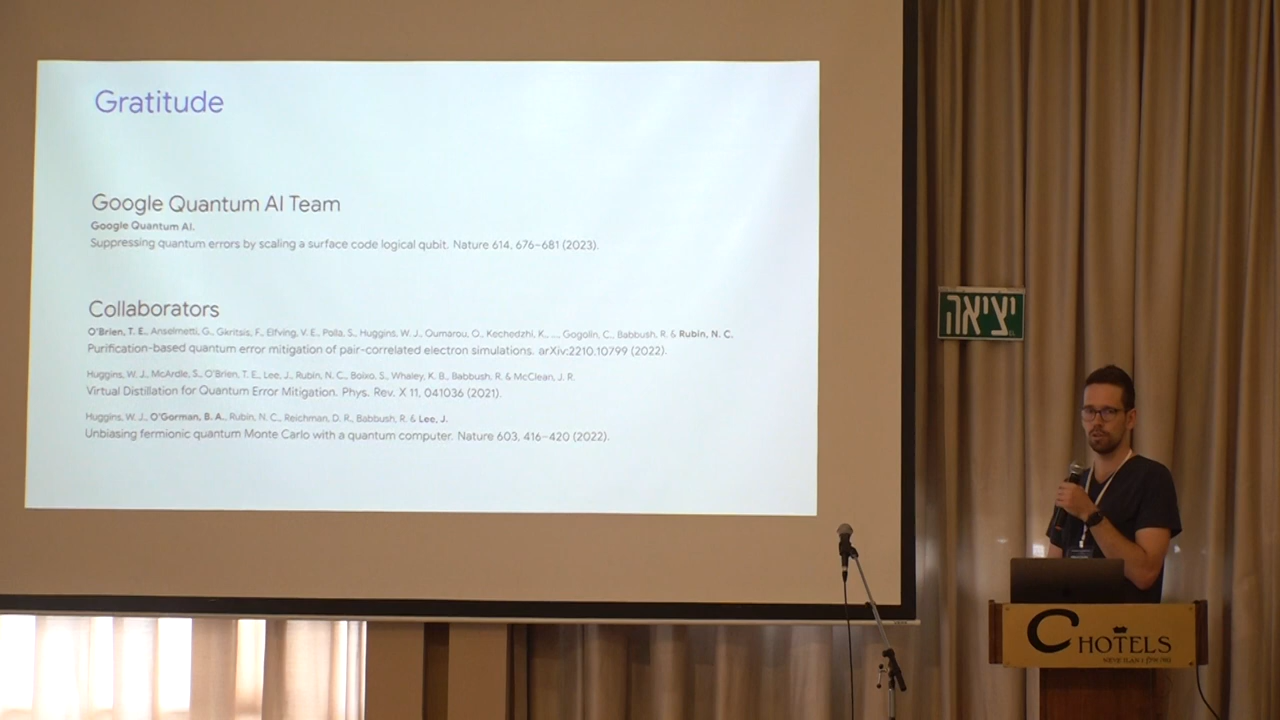 Gratitude
Google Quantum AI Team
Google Quantum AI.
Suppressing quantum errors by scaling a surface code logical qubit. Nature 614, 676–681 (2023).
Collaborators
O'Brien, T. E., Anselmetti, G., Gkritsis, F., Elfving, V. E., Polla, S., Huggins, W. J., Oumarou, O., Kechedzhi, K., ..., Gogolin, C., Babbush, R. & Rubin, N. C.
Purification-based quantum error mitigation of pair-correlated electron simulations. arXiv:2210.10799 (2022).
Huggins, W. J., McArdle, S., O'Brien, T. E., Lee, J., Rubin, N. C., Boixo, S., Whaley, K. B., Babbush, R. & McClean, J. R.
Virtual Distillation for Quantum Error Mitigation. Phys. Rev. X 11, 041036 (2021).
Huggins, W. J., O'Gorman, B. A., Rubin, N. C., Reichman, D. R., Babbush, R. & Lee, J.
Unbiasing fermionic quantum Monte Carlo with a quantum computer. Nature 603, 416–420 (2022).
יציאה
C HOTELS
NEVE ILAN